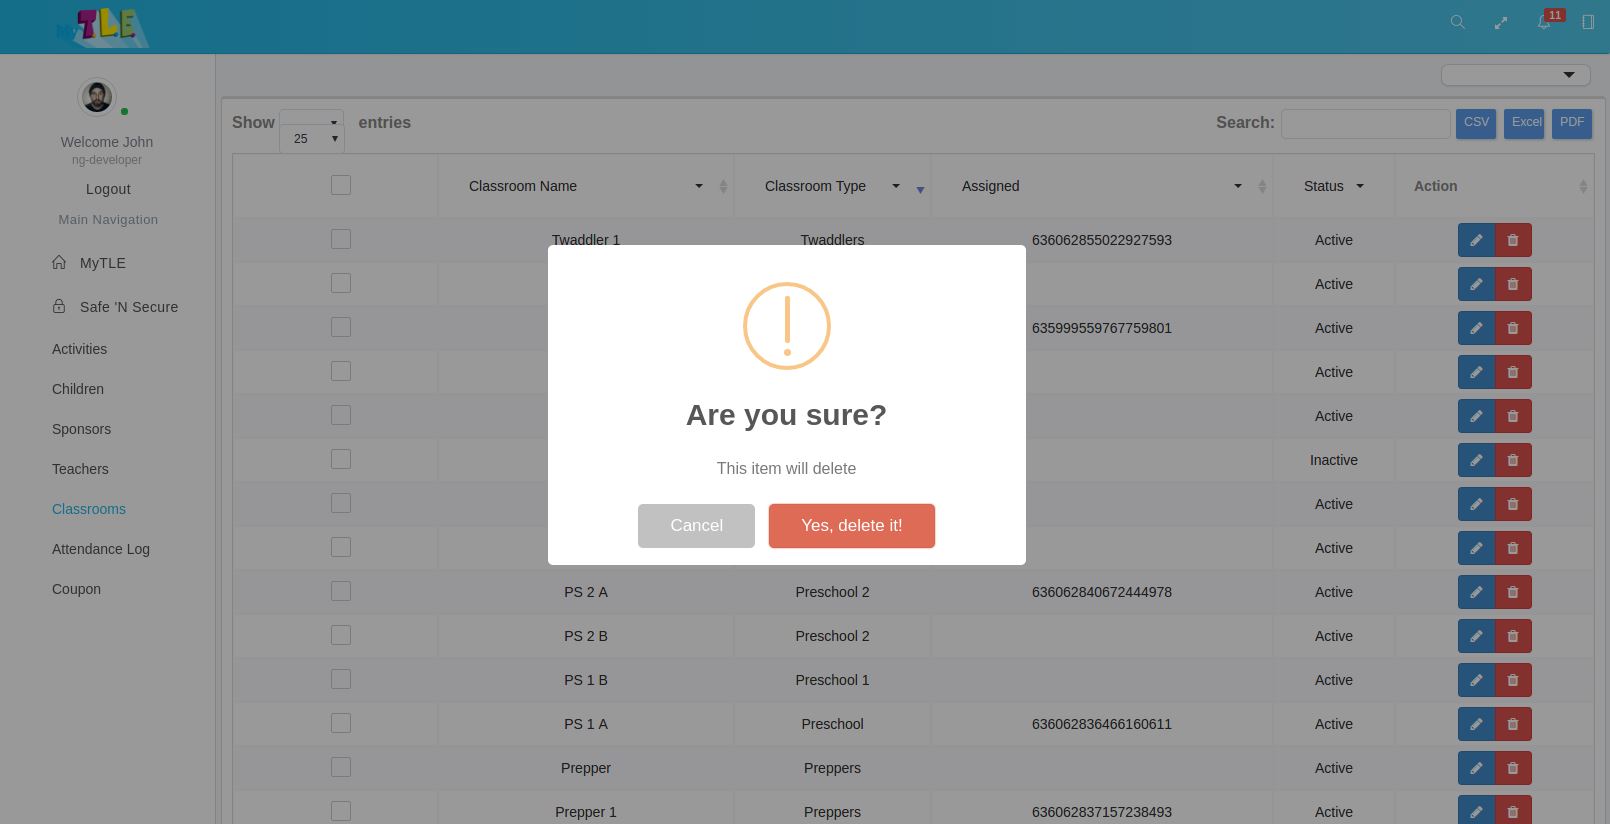 My T.L.E
11
Welcome John
ng-developer
Logout
Main Navigation
MyTLE
Safe 'N Secure
Activities
Children
Sponsors
Teachers
Classrooms
Attendance Log
Coupon
Show 25 entries
Search: CSV Excel PDF
Classroom Name Classroom Type Assigned Status Action
Twaddler 1 Twaddlers 636062855022927593 Active
Active
635999559767759801 Active
Active
Active
Inactive
Active
Active
Are you sure?
This item will delete
Cancel Yes, delete it!
PS 2 A Preschool 2 636062840672444978 Active
PS 2 B Preschool 2 Active
PS 1 B Preschool 1 Active
PS 1 A Preschool 636062836466160611 Active
Prepper Preppers Active
Prepper 1 Preppers 636062837157238493 Active